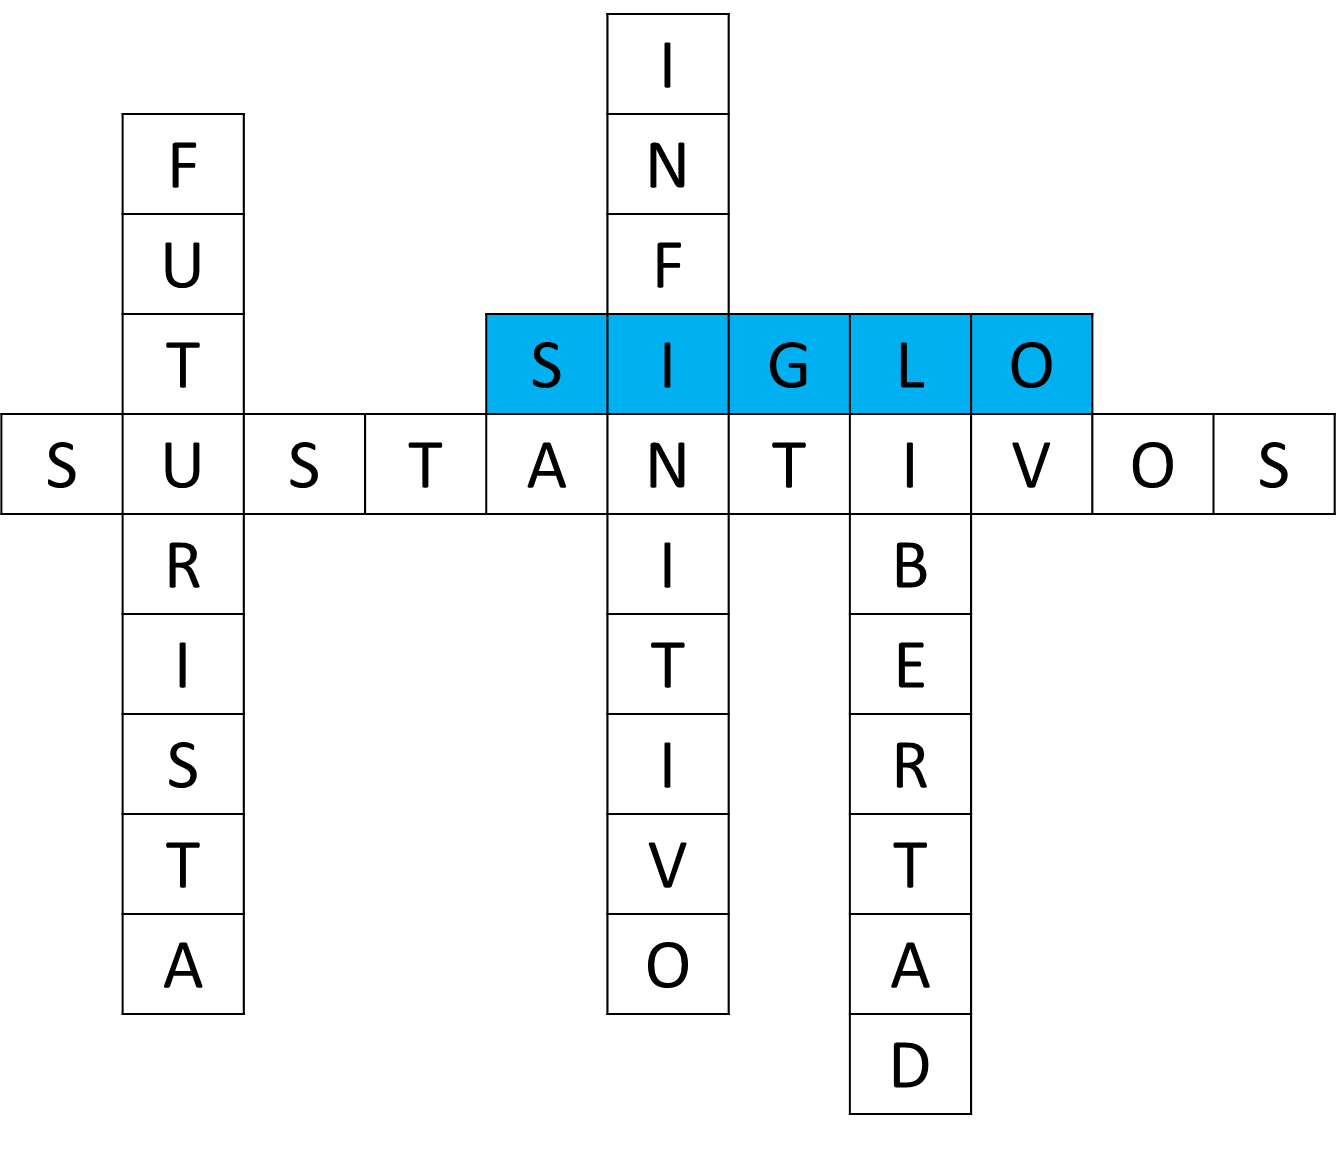 FUTURISTA
INFINITIVO
SIGLO
SUSTANTIVOS
LIBERTAD